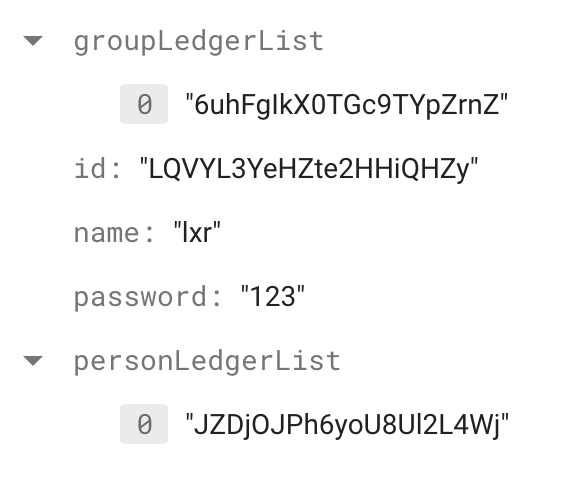 groupLedgerList
0 "6uhFgIkX0TGc9TYpZrnZ"
id: "LQVYL3YeHZte2HHiQHZy"
name: "lxr"
password: "123"
personLedgerList
0 "JZDjOJPh6yoU8Ul2L4Wj"